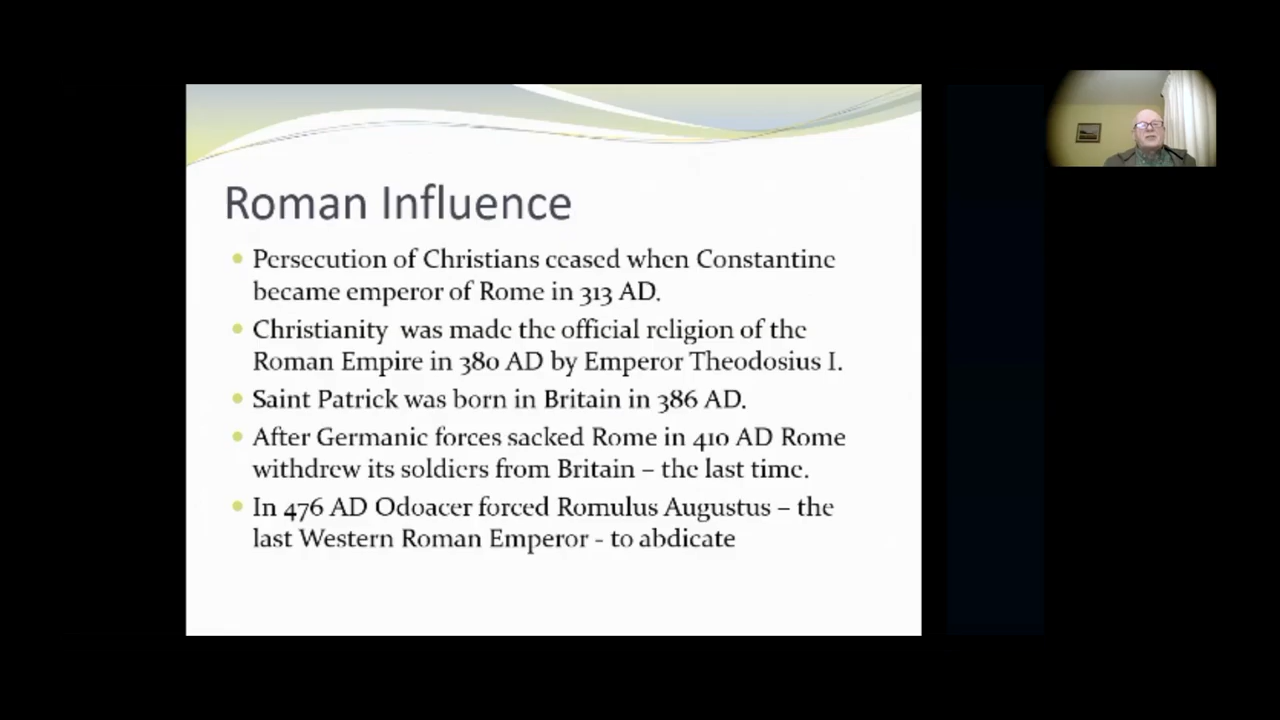 Roman Influence
Persecution of Christians ceased when Constantine
became emperor of Rome in 313 AD.
Christianity was made the official religion of the
Roman Empire in 380 AD by Emperor Theodosius I.
Saint Patrick was born in Britain in 386 AD.
After Germanic forces sacked Rome in 410 AD Rome
withdrew its soldiers from Britain – the last time.
In 476 AD Odoacer forced Romulus Augustus – the
last Western Roman Emperor - to abdicate